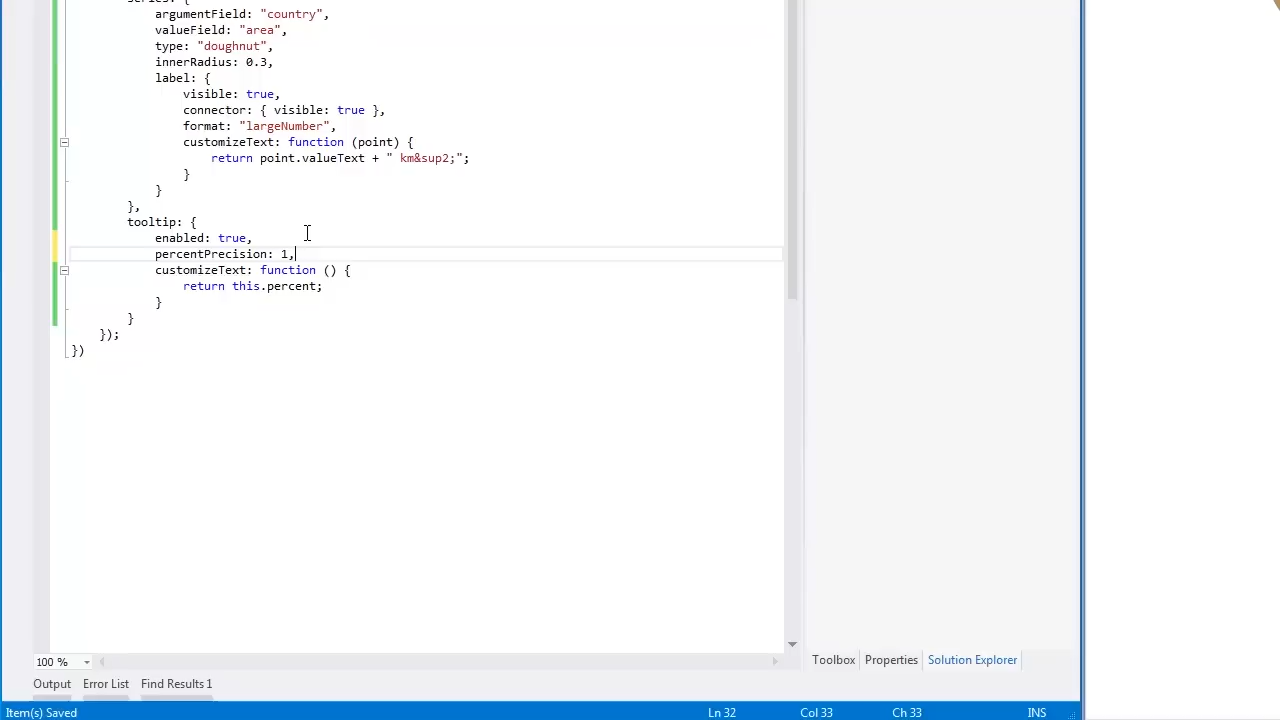 series: {
argumentField: "country",
valueField: "area",
type: "doughnut",
innerRadius: 0.3,
label: {
visible: true,
connector: { visible: true },
format: "largeNumber",
customizeText: function (point) {
return point.valueText + " km&sup2;";
}
}
},
tooltip: {
enabled: true,
percentPrecision: 1,
customizeText: function () {
return this.percent;
}
}
});
})
100 %
Toolbox Properties Solution Explorer
Output Error List Find Results 1
Item(s) Saved Ln 32 Col 33 Ch 33 INS